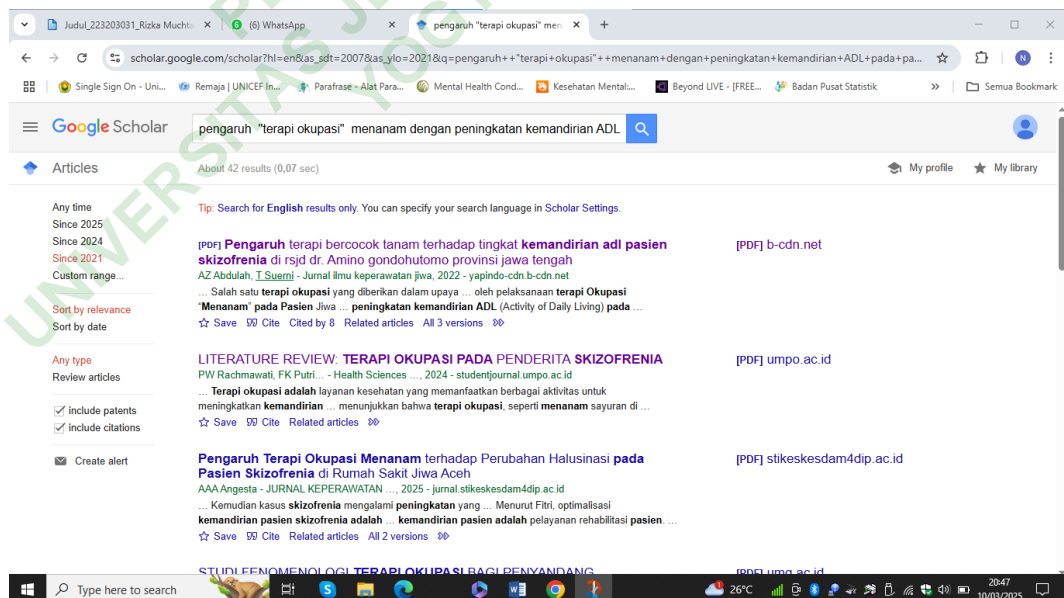 Judul_223203031_Rizka Muchta
(6) WhatsApp
pengaruh "terapi okupasi" men
scholar.google.com/scholar?hl=en&as_sdt=2007&as_ylo=2021&q=pengaruh++"terapi+okupasi"++menanam+dengan+peningkatan+kemandirian+ADL+pada+pa...
N
Single Sign On - Uni...
Remaja | UNICEF In...
Parafrase - Alat Para...
Mental Health Cond...
Kesehatan Mental:...
Beyond LIVE - [FREE...
Badan Pusat Statistik
Semua Bookmark
Google Scholar
pengaruh "terapi okupasi" menanam dengan peningkatan kemandirian ADL
Articles
About 42 results (0,07 sec)
My profile
My library
Any time
Since 2025
Since 2024
Since 2021
Custom range...
Sort by relevance
Sort by date
Any type
Review articles
include patents
include citations
Create alert
Tip: Search for English results only. You can specify your search language in Scholar Settings.
[PDF] Pengaruh terapi bercocok tanam terhadap tingkat kemandirian adl pasien
skizofrenia di rsjd dr. Amino gondohutomo provinsi jawa tengah
AZ Abdulah, T Suerni - Jurnal ilmu keperawatan jiwa, 2022 - yapindo-cdn.b-cdn.net
... Salah satu terapi okupasi yang diberikan dalam upaya ... oleh pelaksanaan terapi Okupasi
"Menanam" pada Pasien Jiwa ... peningkatan kemandirian ADL (Activity of Daily Living) pada ...
Save Cite Cited by 8 Related articles All 3 versions
[PDF] b-cdn.net
LITERATURE REVIEW: TERAPI OKUPASI PADA PENDERITA SKIZOFRENIA
PW Rachmawati, FK Putri... - Health Sciences ..., 2024 - studentjournal.umpo.ac.id
... Terapi okupasi adalah layanan kesehatan yang memanfaatkan berbagai aktivitas untuk
meningkatkan kemandirian ... menunjukkan bahwa terapi okupasi, seperti menanam sayuran di ...
Save Cite Related articles
[PDF] umpo.ac.id
Pengaruh Terapi Okupasi Menanam terhadap Perubahan Halusinasi pada
Pasien Skizofrenia di Rumah Sakit Jiwa Aceh
AAA Angesta - JURNAL KEPERAWATAN ..., 2025 - jurnal.stikeskesdam4dip.ac.id
... Kemudian kasus skizofrenia mengalami peningkatan yang ... Menurut Fitri, optimalisasi
kemandirian pasien skizofrenia adalah ... kemandirian pasien adalah pelayanan rehabilitasi pasien. ...
Save Cite Related articles All 2 versions
[PDF] stikeskesdam4dip.ac.id
STUDI FENOMENOLOGI TERAPI OKUPASI BAGI PENYANDANG
[PDF] umg.ac.id
Type here to search
26°C
20:47
10/03/2025
UNIVERSITAS